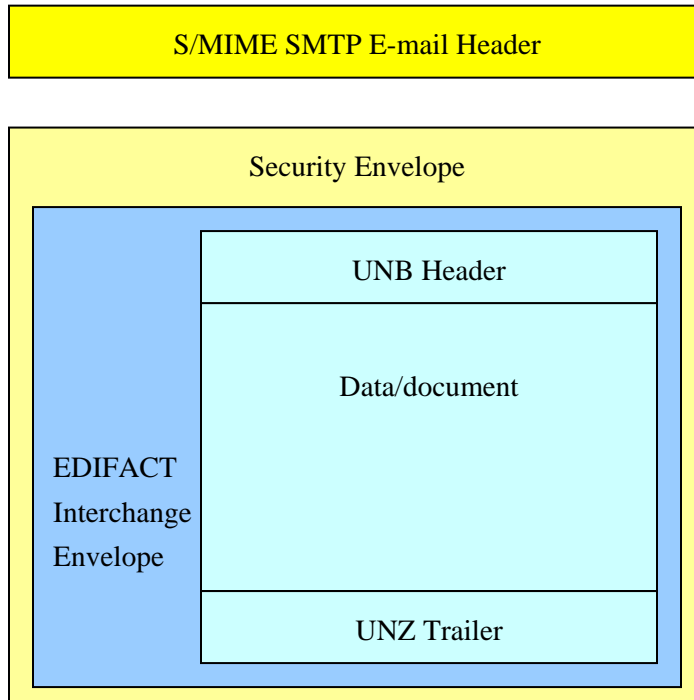 S/MIME SMTP E-mail Header
Security Envelope
UNB Header
Data/document
EDIFACT
Interchange
Envelope
UNZ Trailer